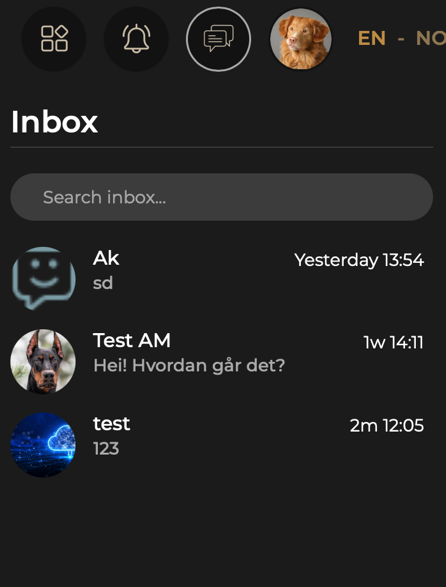 EN - NO
Inbox
Search inbox...
Ak
Yesterday 13:54
sd
Test AM
1w 14:11
Hei! Hvordan går det?
test
2m 12:05
123